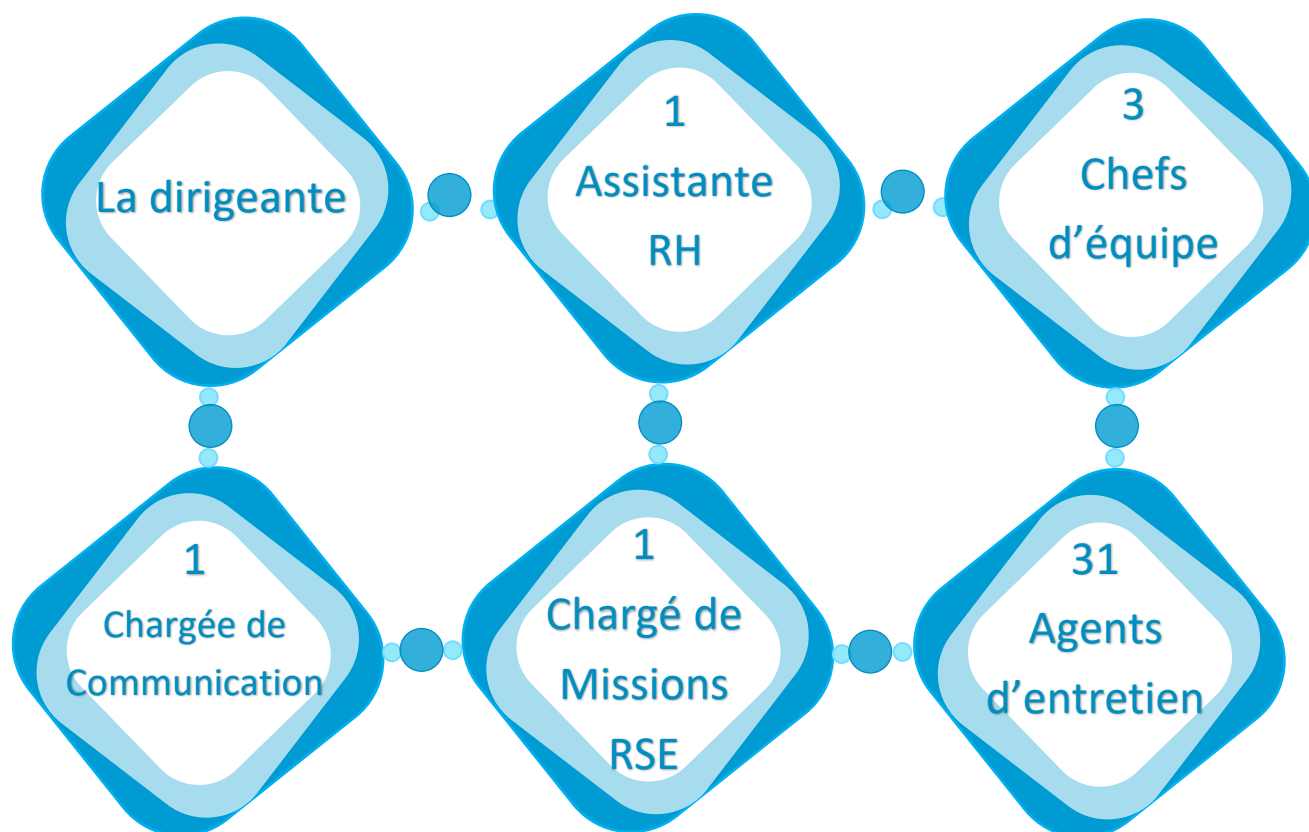 La dirigeante
1
Assistante
RH
3
Chefs
d’équipe
1
Chargée de
Communication
1
Chargé de
Missions
RSE
31
Agents
d’entretien